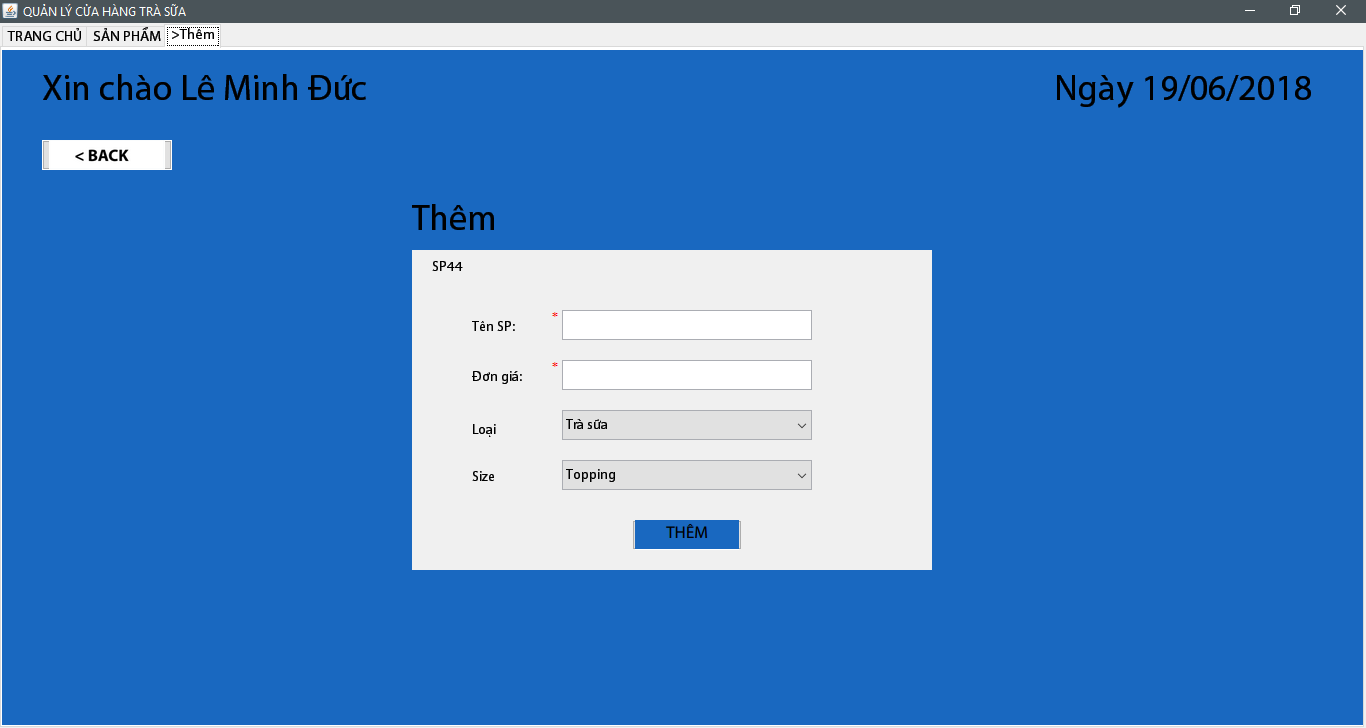 QUẢN LÝ CỬA HÀNG TRÀ SỮA
TRANG CHỦ SẢN PHẨM >Thêm
Xin chào Lê Minh Đức Ngày 19/06/2018
< BACK
Thêm
SP44
Tên SP: *
Đơn giá: *
Loại Trà sữa
Size Topping
THÊM